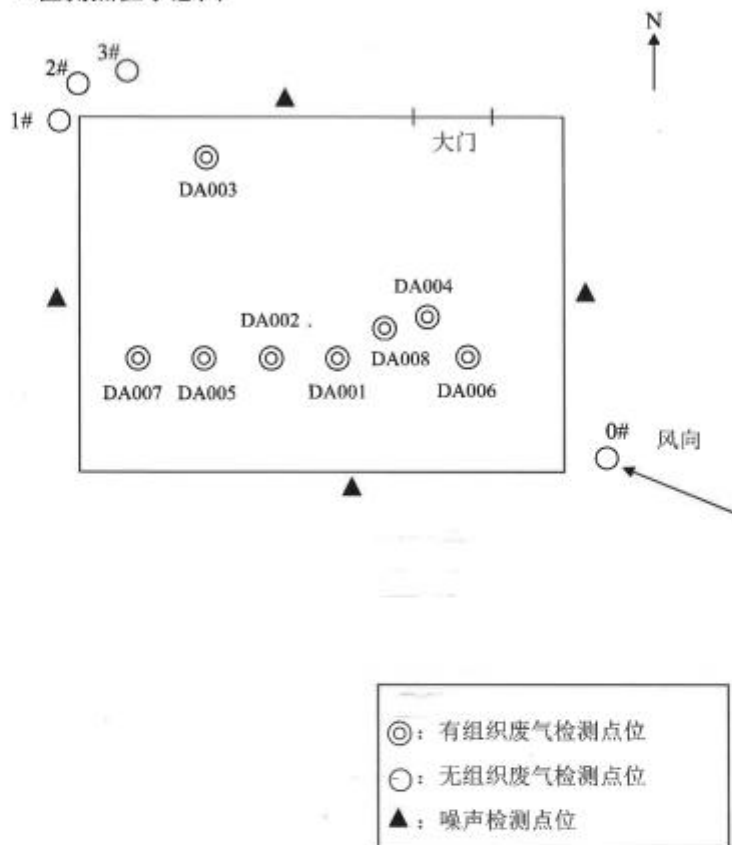 N
3#
2#
1#
大门
DA003
DA004
DA002
DA008
DA007
DA005
DA001
DA006
0#
风向
◎：有组织废气检测点位
○：无组织废气检测点位
▲：噪声检测点位